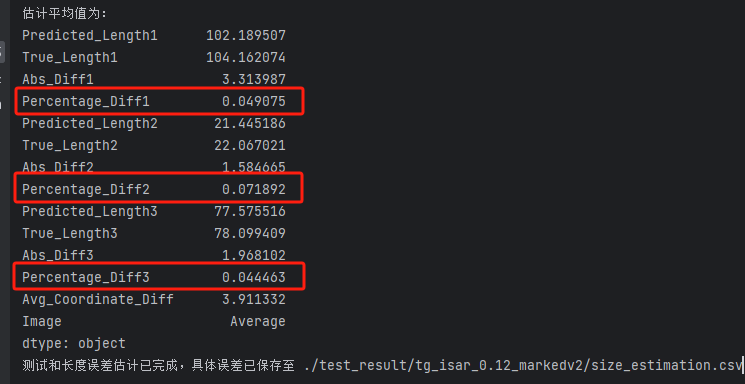 估计平均值为:
Predicted_Length1 102.189507
True_Length1 104.162074
Abs_Diff1 3.313987
Percentage_Diff1 0.049075
Predicted_Length2 21.445186
True_Length2 22.067021
Abs_Diff2 1.584665
Percentage_Diff2 0.071892
Predicted_Length3 77.575516
True_Length3 78.099409
Abs_Diff3 1.968102
Percentage_Diff3 0.044463
Avg_Coordinate_Diff 3.911332
Image Average
dtype: object
测试和长度误差估计已完成，具体误差已保存至 ./test_result/tg_isar_0.12_markedv2/size_estimation.csv